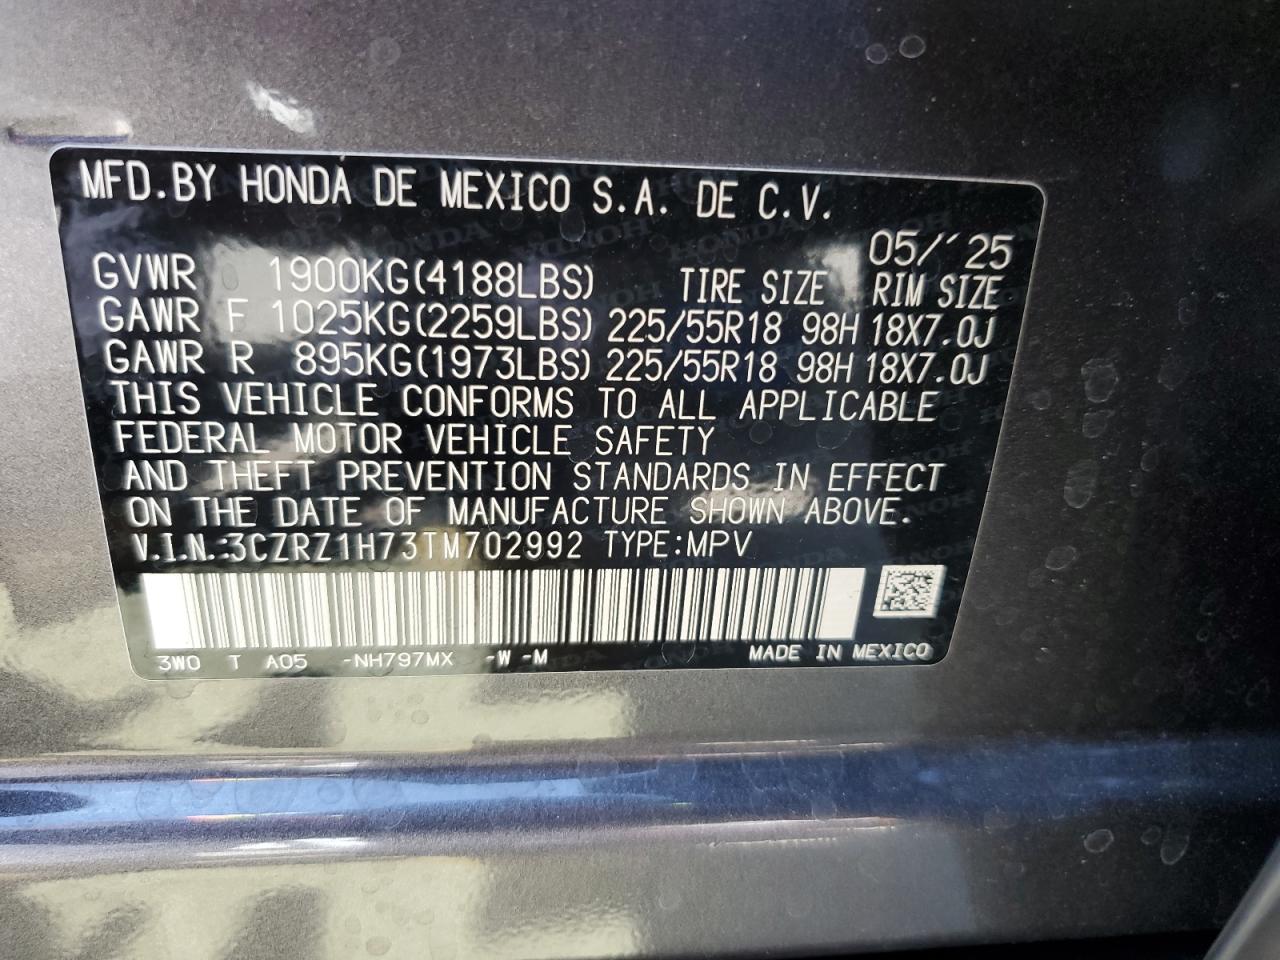 MFD.BY HONDA DE MEXICO S.A. DE C.V.
05/'25
GVWR 1900KG(4188LBS) TIRE SIZE RIM SIZE
GAWR F 1025KG(2259LBS) 225/55R18 98H 18X7.0J
GAWR R 895KG(1973LBS) 225/55R18 98H 18X7.0J
THIS VEHICLE CONFORMS TO ALL APPLICABLE
FEDERAL MOTOR VEHICLE SAFETY
AND THEFT PREVENTION STANDARDS IN EFFECT
ON THE DATE OF MANUFACTURE SHOWN ABOVE.
V.I.N.:3CZRZ1H73TM702992 TYPE:MPV
3W0 T A05 -NH797MX -W -M MADE IN MEXICO